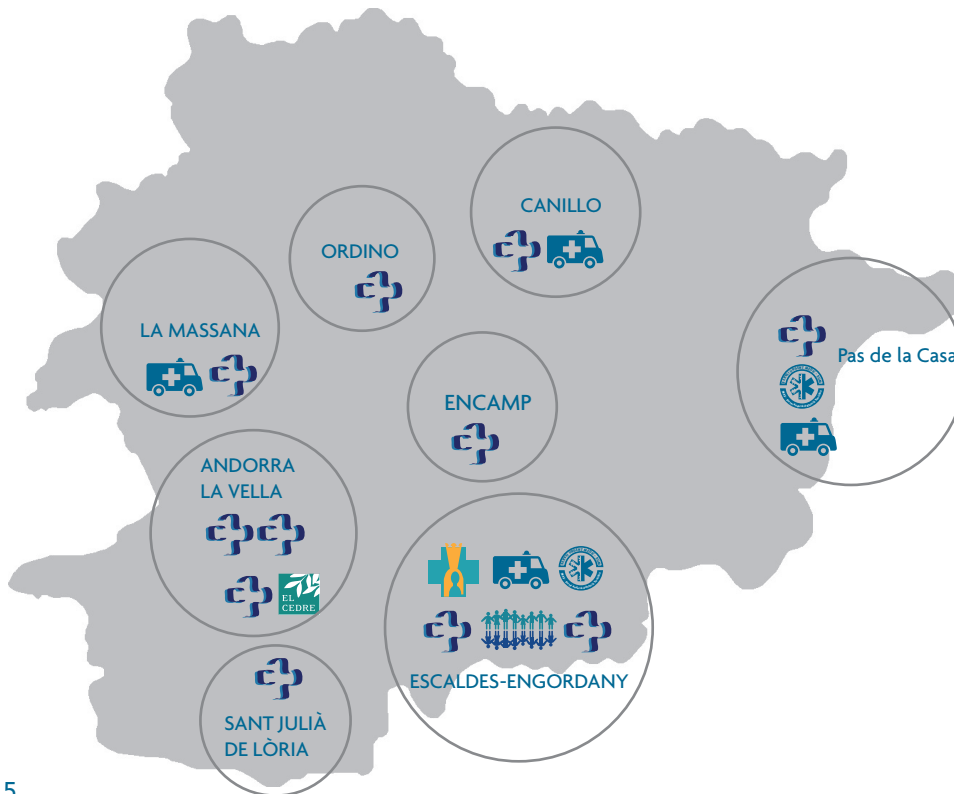 CANILLO
ORDINO
LA MASSANA
Pas de la Casa
ENCAMP
ANDORRA
LA VELLA
EL
CEDRE
ESCALDES-ENGORDANY
SANT JULIÀ
DE LÒRIA
5